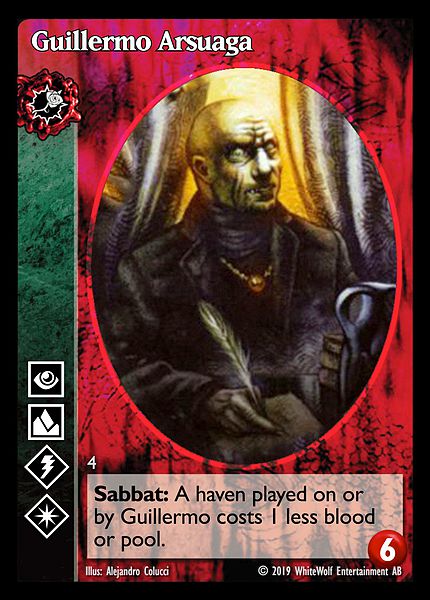 Guillermo Arsuaga
4
Sabbat: A haven played on or
by Guillermo costs 1 less blood
or pool.
6
Illus: Alejandro Colucci © 2019 WhiteWolf Entertainment AB